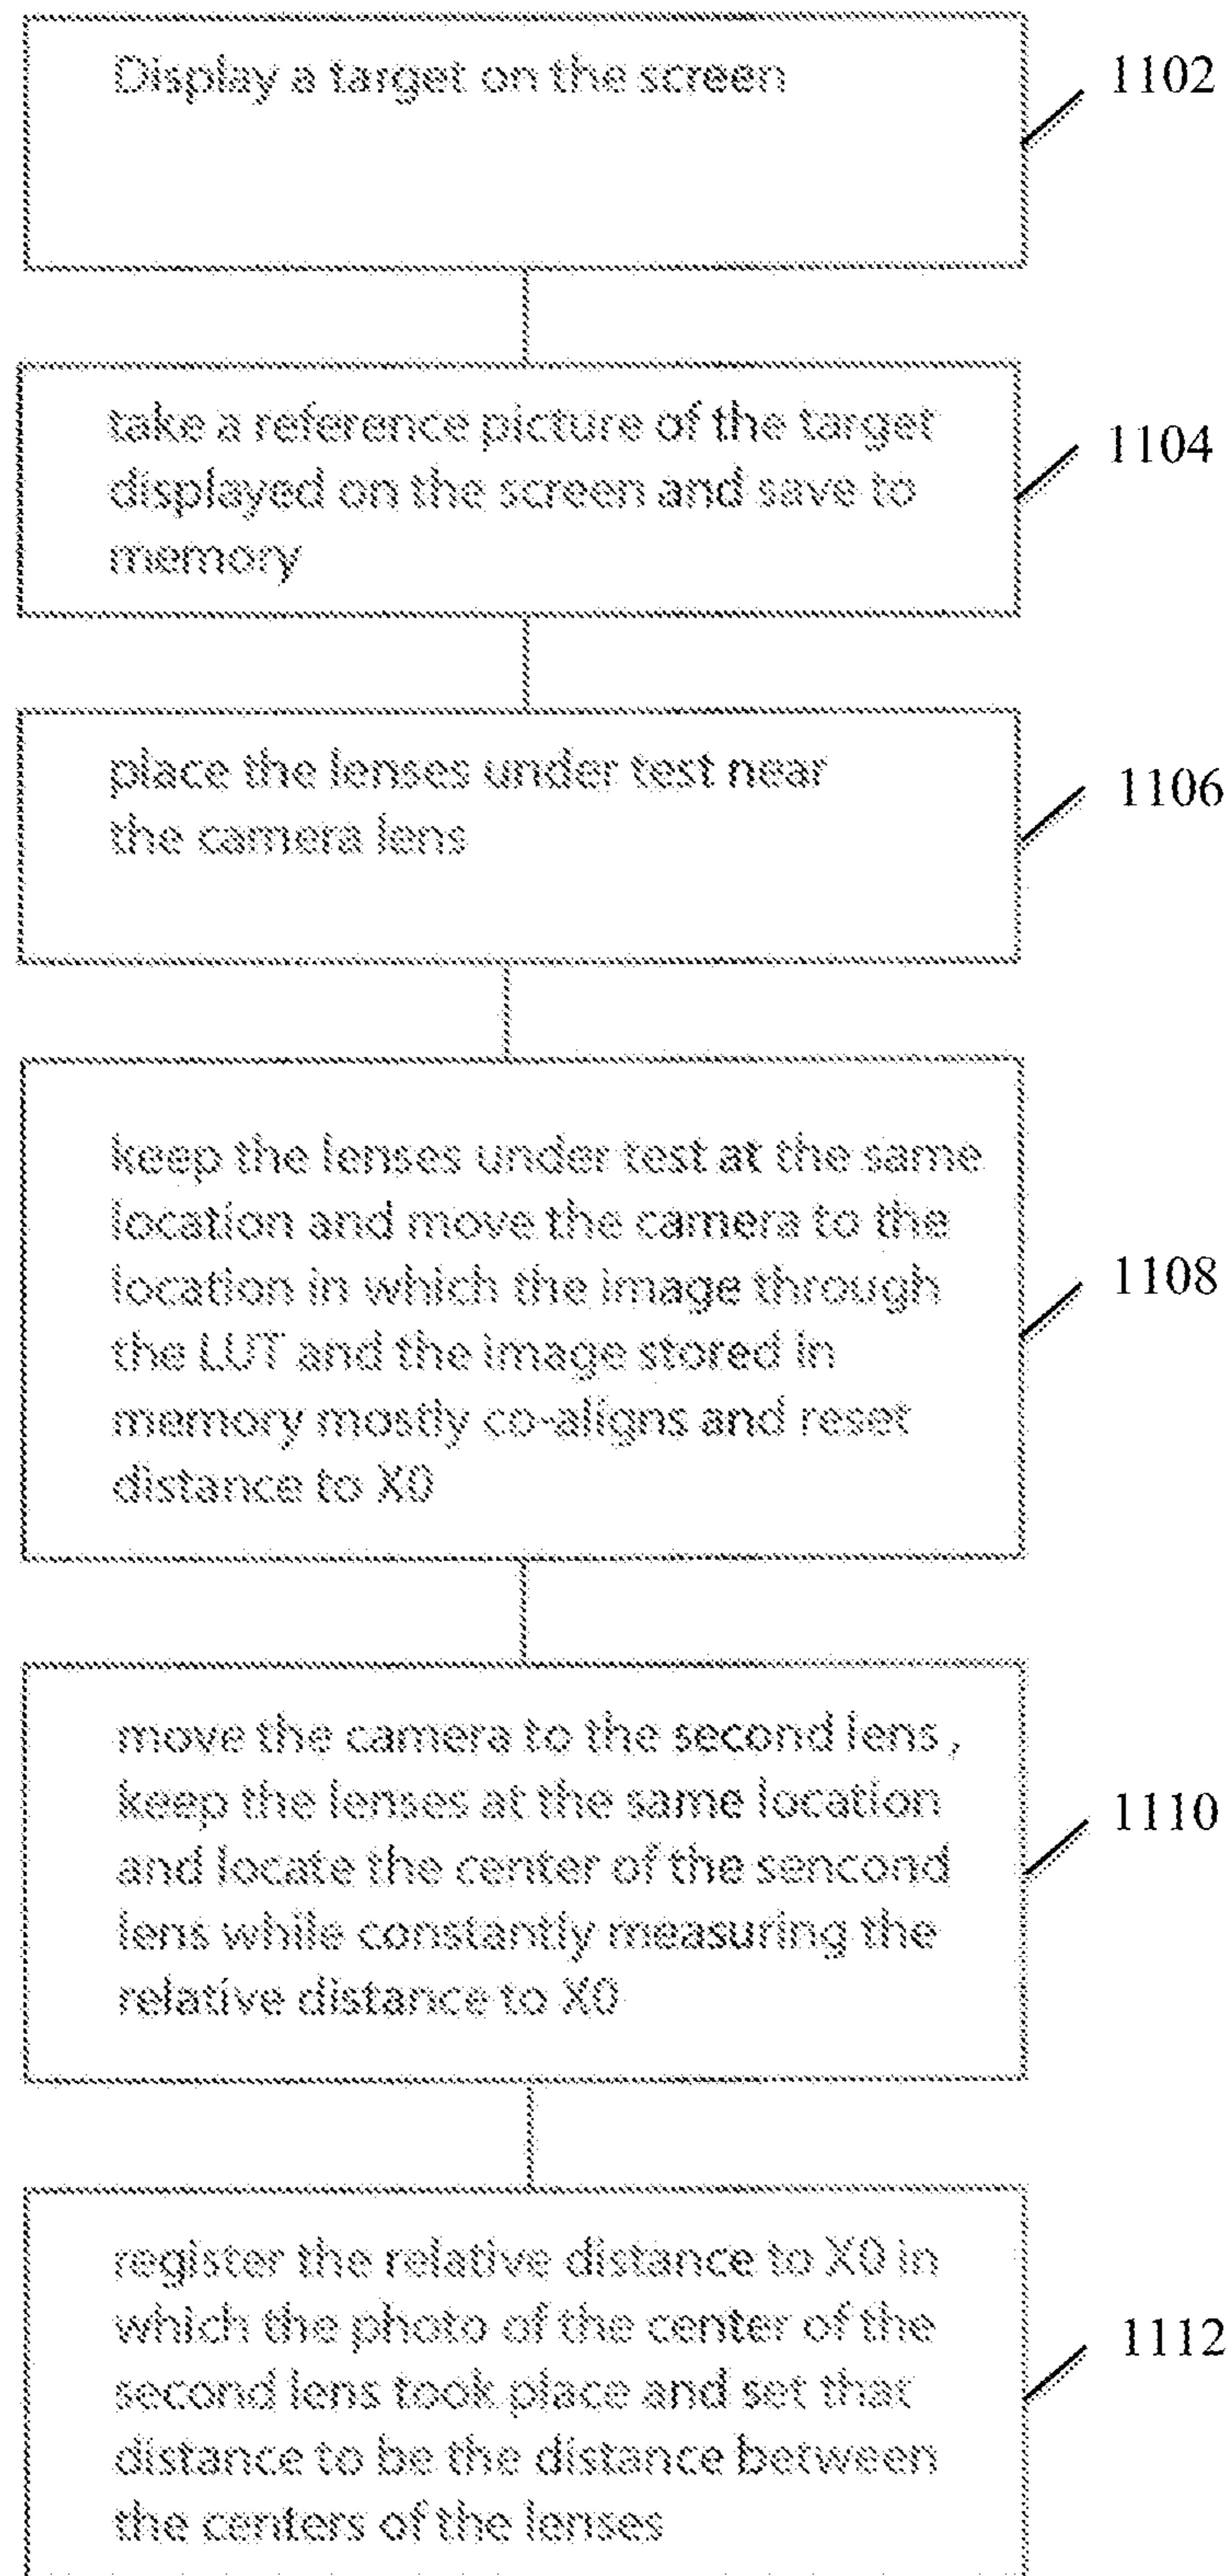 Display a target on the screen
1102
take a reference picture of the target
displayed on the screen and save to
memory
1104
place the lenses under test near
the camera lens
1106
keep the lenses under test at the same
location and move the camera to the
location in which the image through
the LUT and the image stored in
memory mostly co-aligns and reset
distance to X0
1108
move the camera to the second lens,
keep the lenses at the same location
and locate the center of the sencond
lens while constantly measuring the
relative distance to X0
1110
register the relative distance to X0 in
which the photo of the center of the
second lens took place and set that
distance to be the distance between
the centers of the lenses
1112